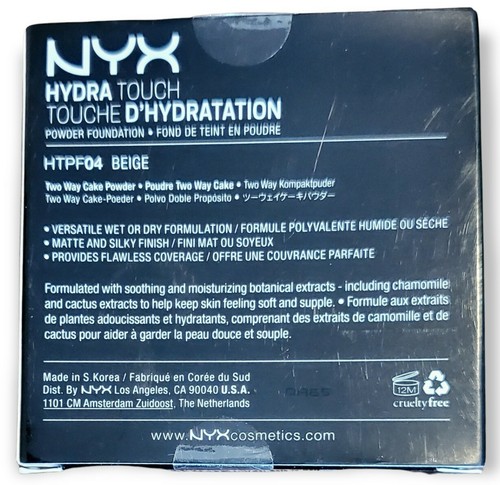 NYX
HYDRA TOUCH
TOUCHE D'HYDRATATION
POWDER FOUNDATION • FOND DE TEINT EN POUDRE
HTPF04 BEIGE
Two Way Cake Powder • Poudre Two Way Cake • Two Way Kompaktpuder
Two Way Cake-Poeder • Polvo Doble Propósito • ツーウェイケーキパウダー
• VERSATILE WET OR DRY FORMULATION / FORMULE POLYVALENTE HUMIDE OU SÈCHE
• MATTE AND SILKY FINISH / FINI MAT OU SOYEUX
• PROVIDES FLAWLESS COVERAGE / OFFRE UNE COUVRANCE PARFAITE
Formulated with soothing and moisturizing botanical extracts - including chamomile
and cactus extracts to help keep skin feeling soft and supple. • Formule aux extraits
de plantes adoucissants et hydratants, comprenant des extraits de camomille et de
cactus pour aider à garder la peau douce et souple.
Made in S.Korea / Fabriqué en Corée du Sud
Dist. By NYX Los Angeles, CA 90040 U.S.A.
1101 CM Amsterdam Zuidoost, The Netherlands
12M
crueltyfree
www.NYXcosmetics.com